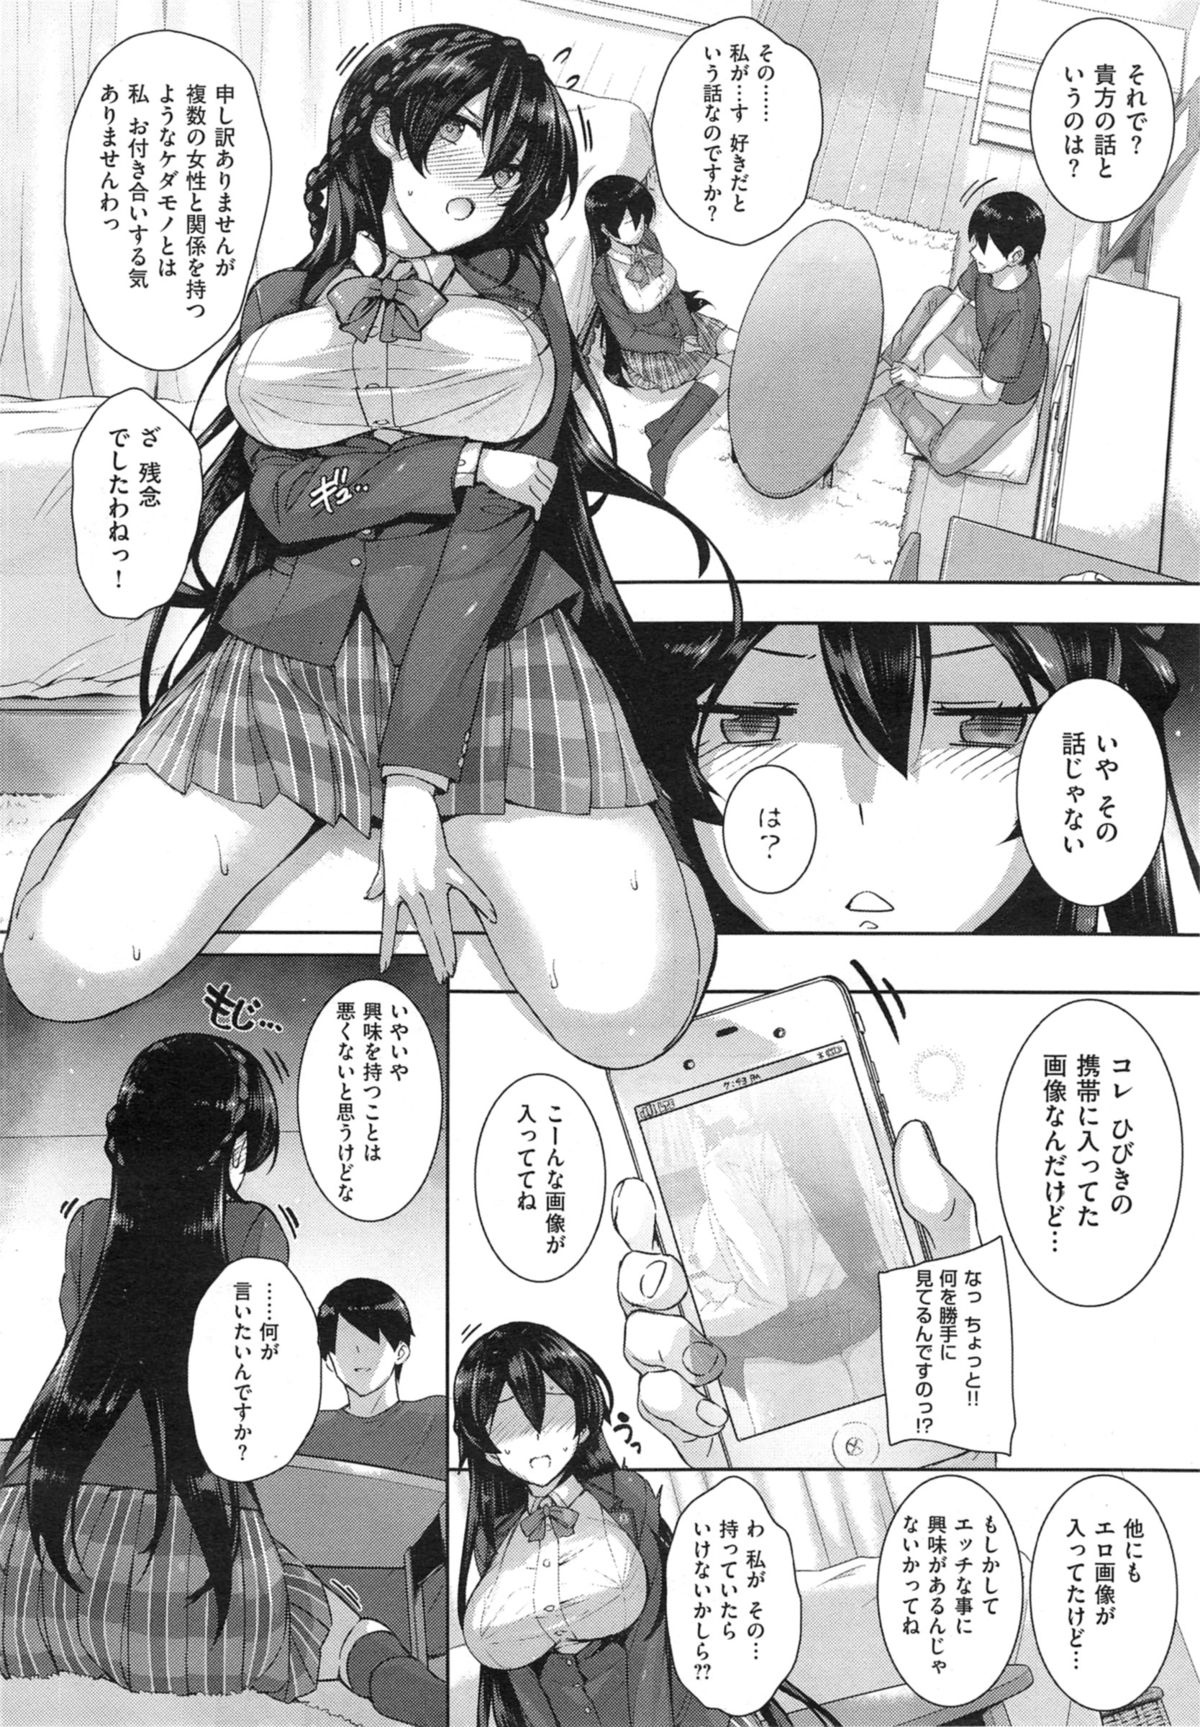 それで?
貴方の話と
いうのは?
その……
私が…す 好きだと
いう話なのですか?
申し訳ありませんが
複数の女性と関係を持つ
ようなケダモノとは
私 お付き合いする気
ありませんわっ
ざ 残念
でしたわねっ!
ギュ…
いや その
話じゃない
は?
コレ ひびきの
携帯に入ってた
画像なんだけど…
7:43 PM
なっ ちょっと!!
何を勝手に
見てるんですのっ!?
こーんな画像が
入っててね
いやいや
興味を持つことは
悪くないと思うけどな
もじ…
……何が
言いたいんですか?
他にも
エロ画像が
入ってたけど…
もしかして
エッチな事に
興味があるんじゃ
ないかってね
うっ
わ 私が その…
持っていたら
いけないかしら??